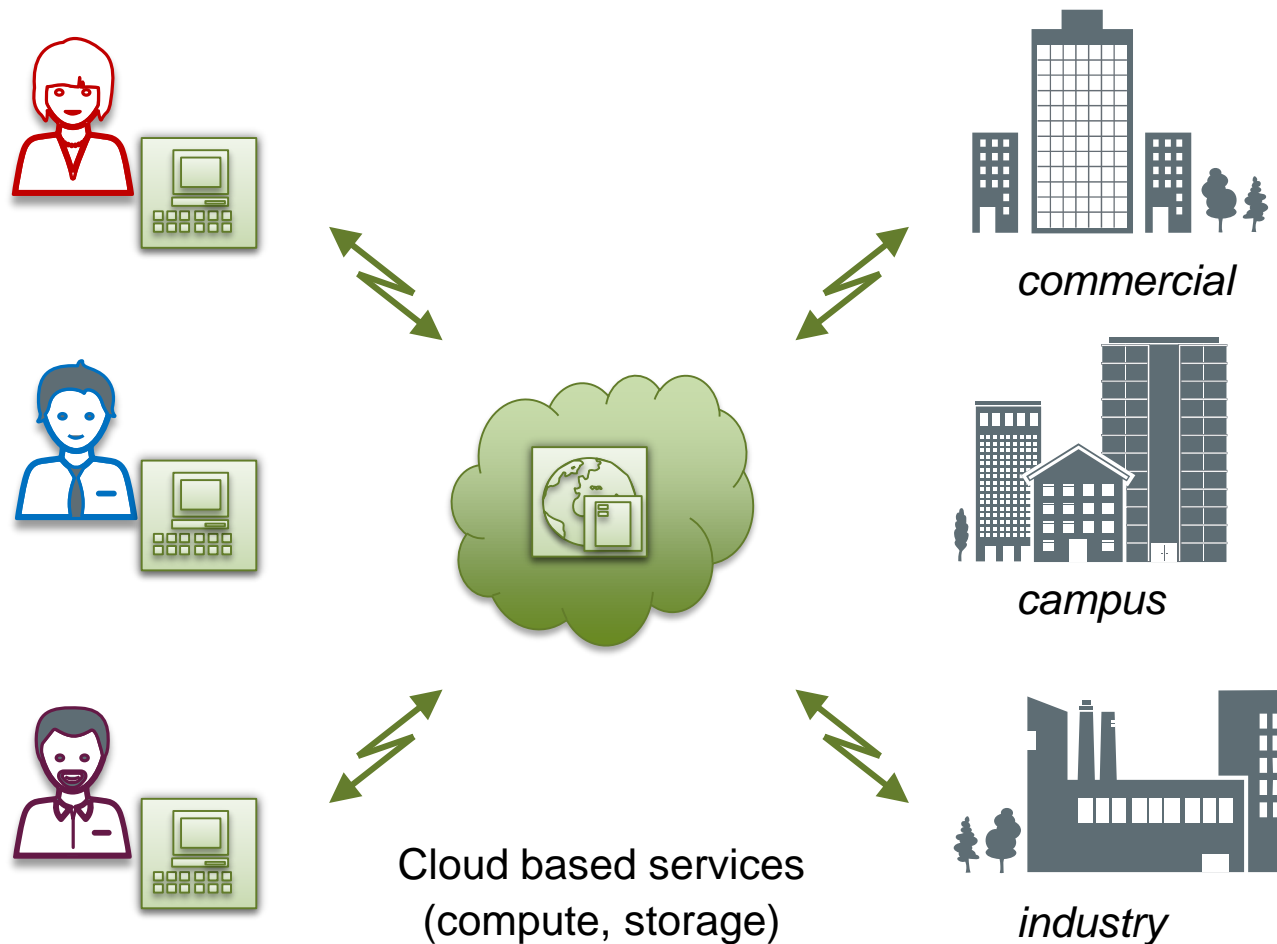 commercial
campus
Cloud based services
(compute, storage)
industry